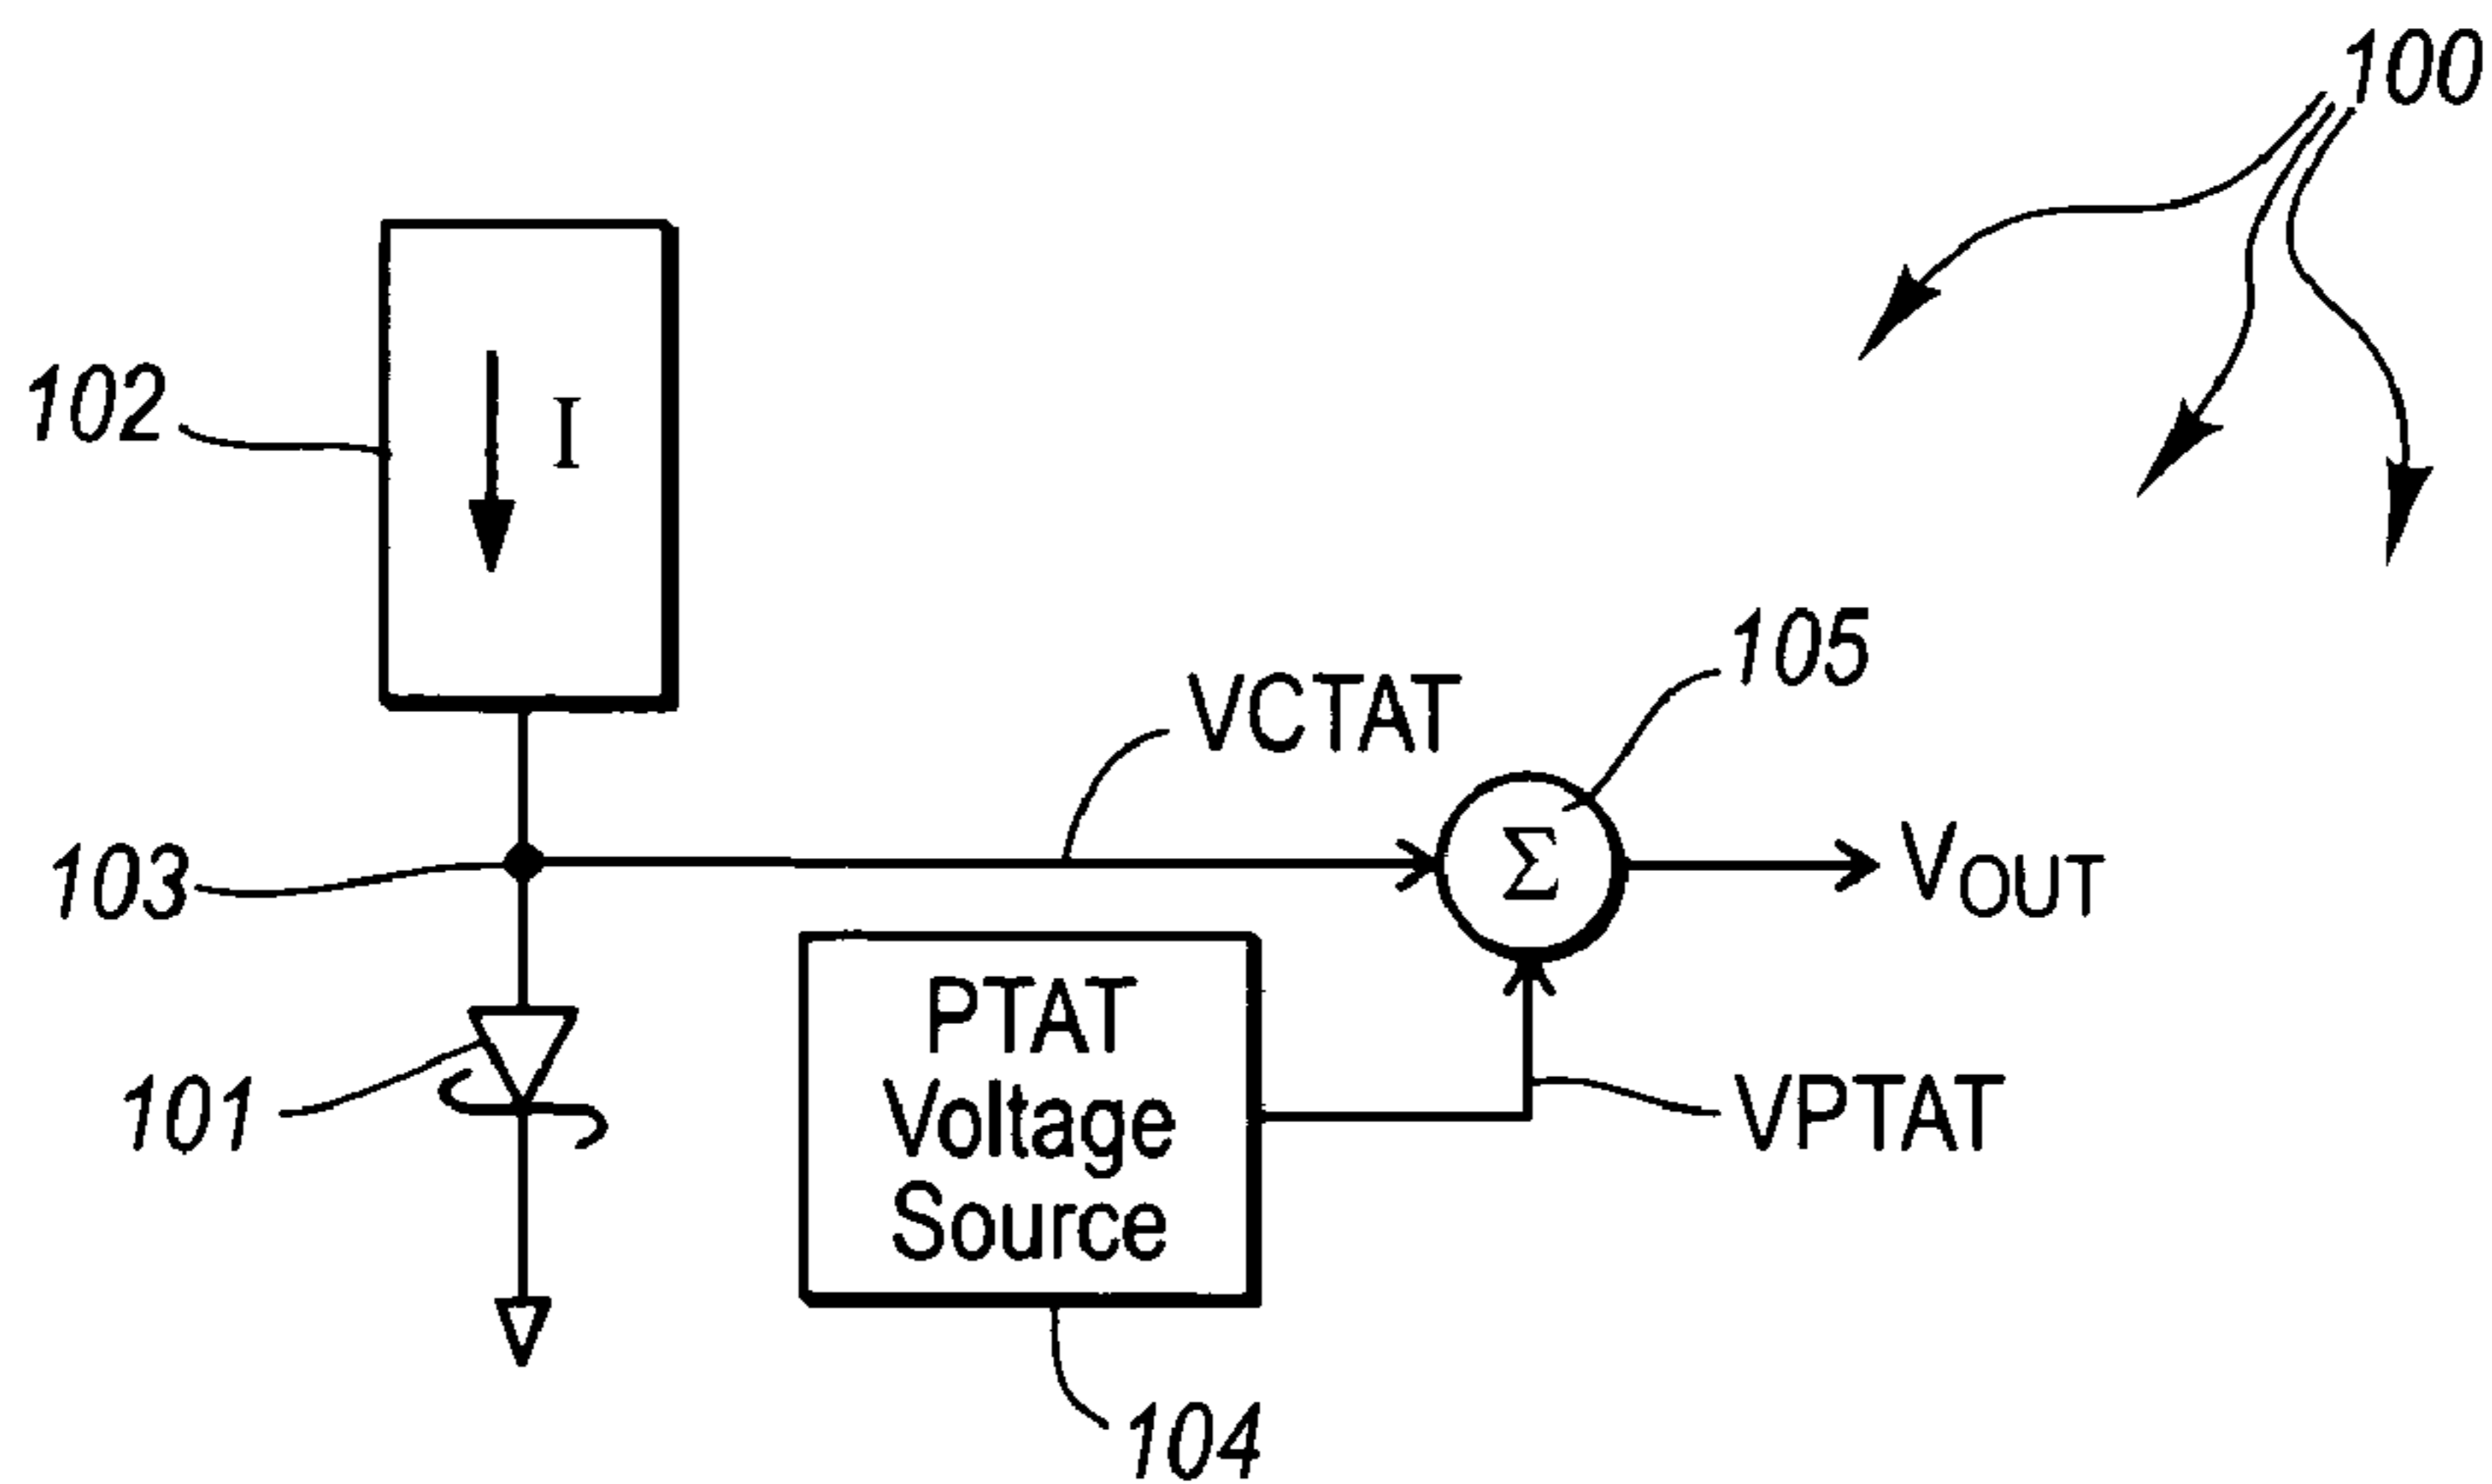 100
102
I
105
VCTAT
Σ
103
VOUT
PTAT
Voltage
Source
101
VPTAT
104